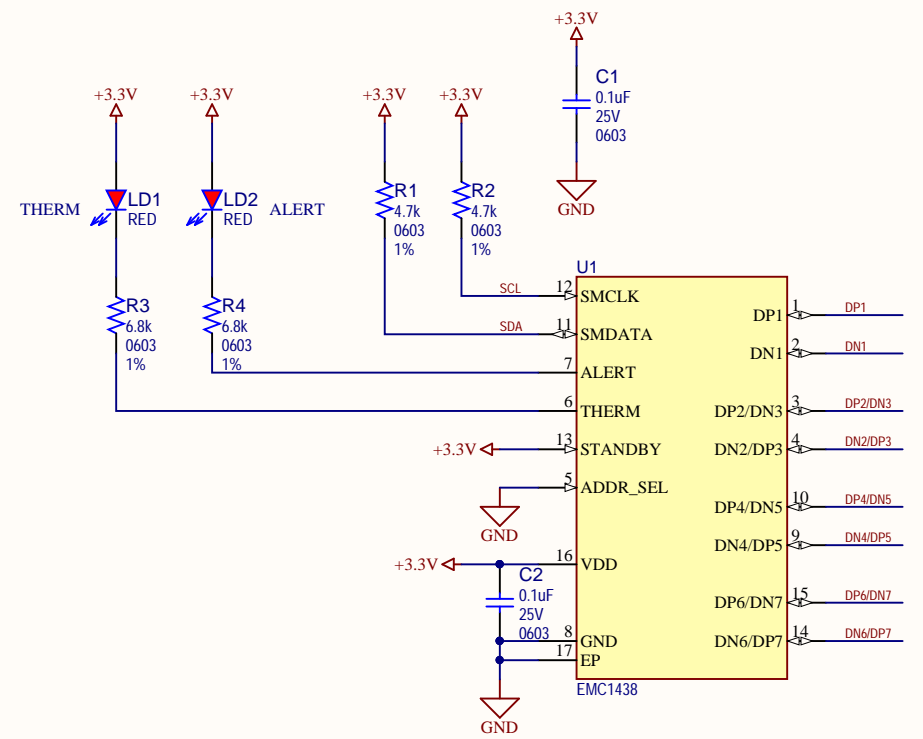 +3.3V
C1
0.1uF
25V
0603
GND
+3.3V
+3.3V
+3.3V
+3.3V
THERM
LD1
RED
LD2
RED
ALERT
R1
4.7k
0603
1%
R2
4.7k
0603
1%
R3
6.8k
0603
1%
R4
6.8k
0603
1%
U1
SCL
12
SMCLK
SDA
11
SMDATA
7
ALERT
6
THERM
+3.3V
13
STANDBY
5
ADDR_SEL
GND
+3.3V
16
VDD
C2
0.1uF
25V
0603
8
GND
17
EP
GND
DP1
1
DP1
DN1
2
DN1
DP2/DN3
3
DP2/DN3
DN2/DP3
4
DN2/DP3
DP4/DN5
10
DP4/DN5
DN4/DP5
9
DN4/DP5
DP6/DN7
15
DP6/DN7
DN6/DP7
14
DN6/DP7
EMC1438